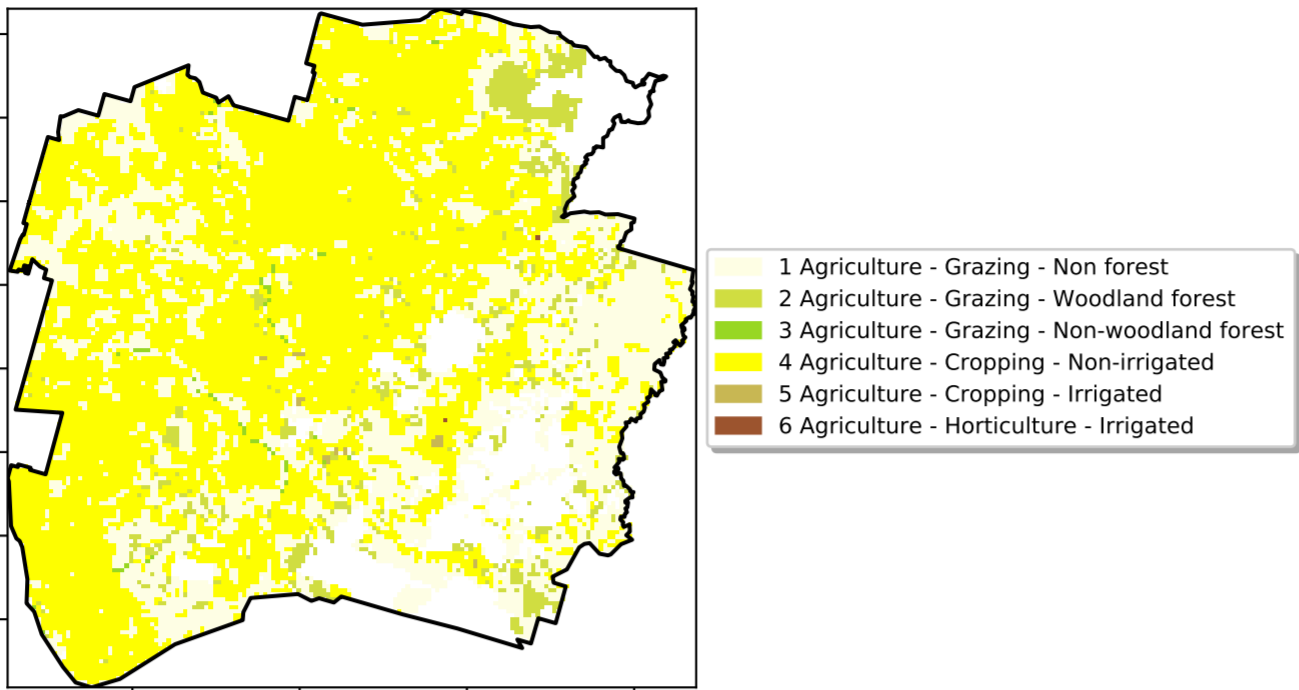 1 Agriculture - Grazing - Non forest
2 Agriculture - Grazing - Woodland forest
3 Agriculture - Grazing - Non-woodland forest
4 Agriculture - Cropping - Non-irrigated
5 Agriculture - Cropping - Irrigated
6 Agriculture - Horticulture - Irrigated